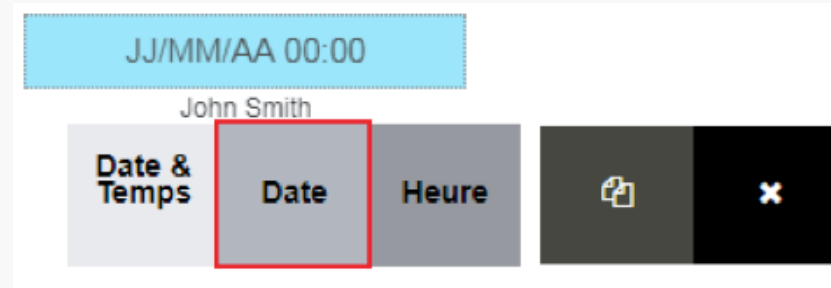 JJ/MM/AA 00:00
John Smith
Date &
Temps
Date
Heure